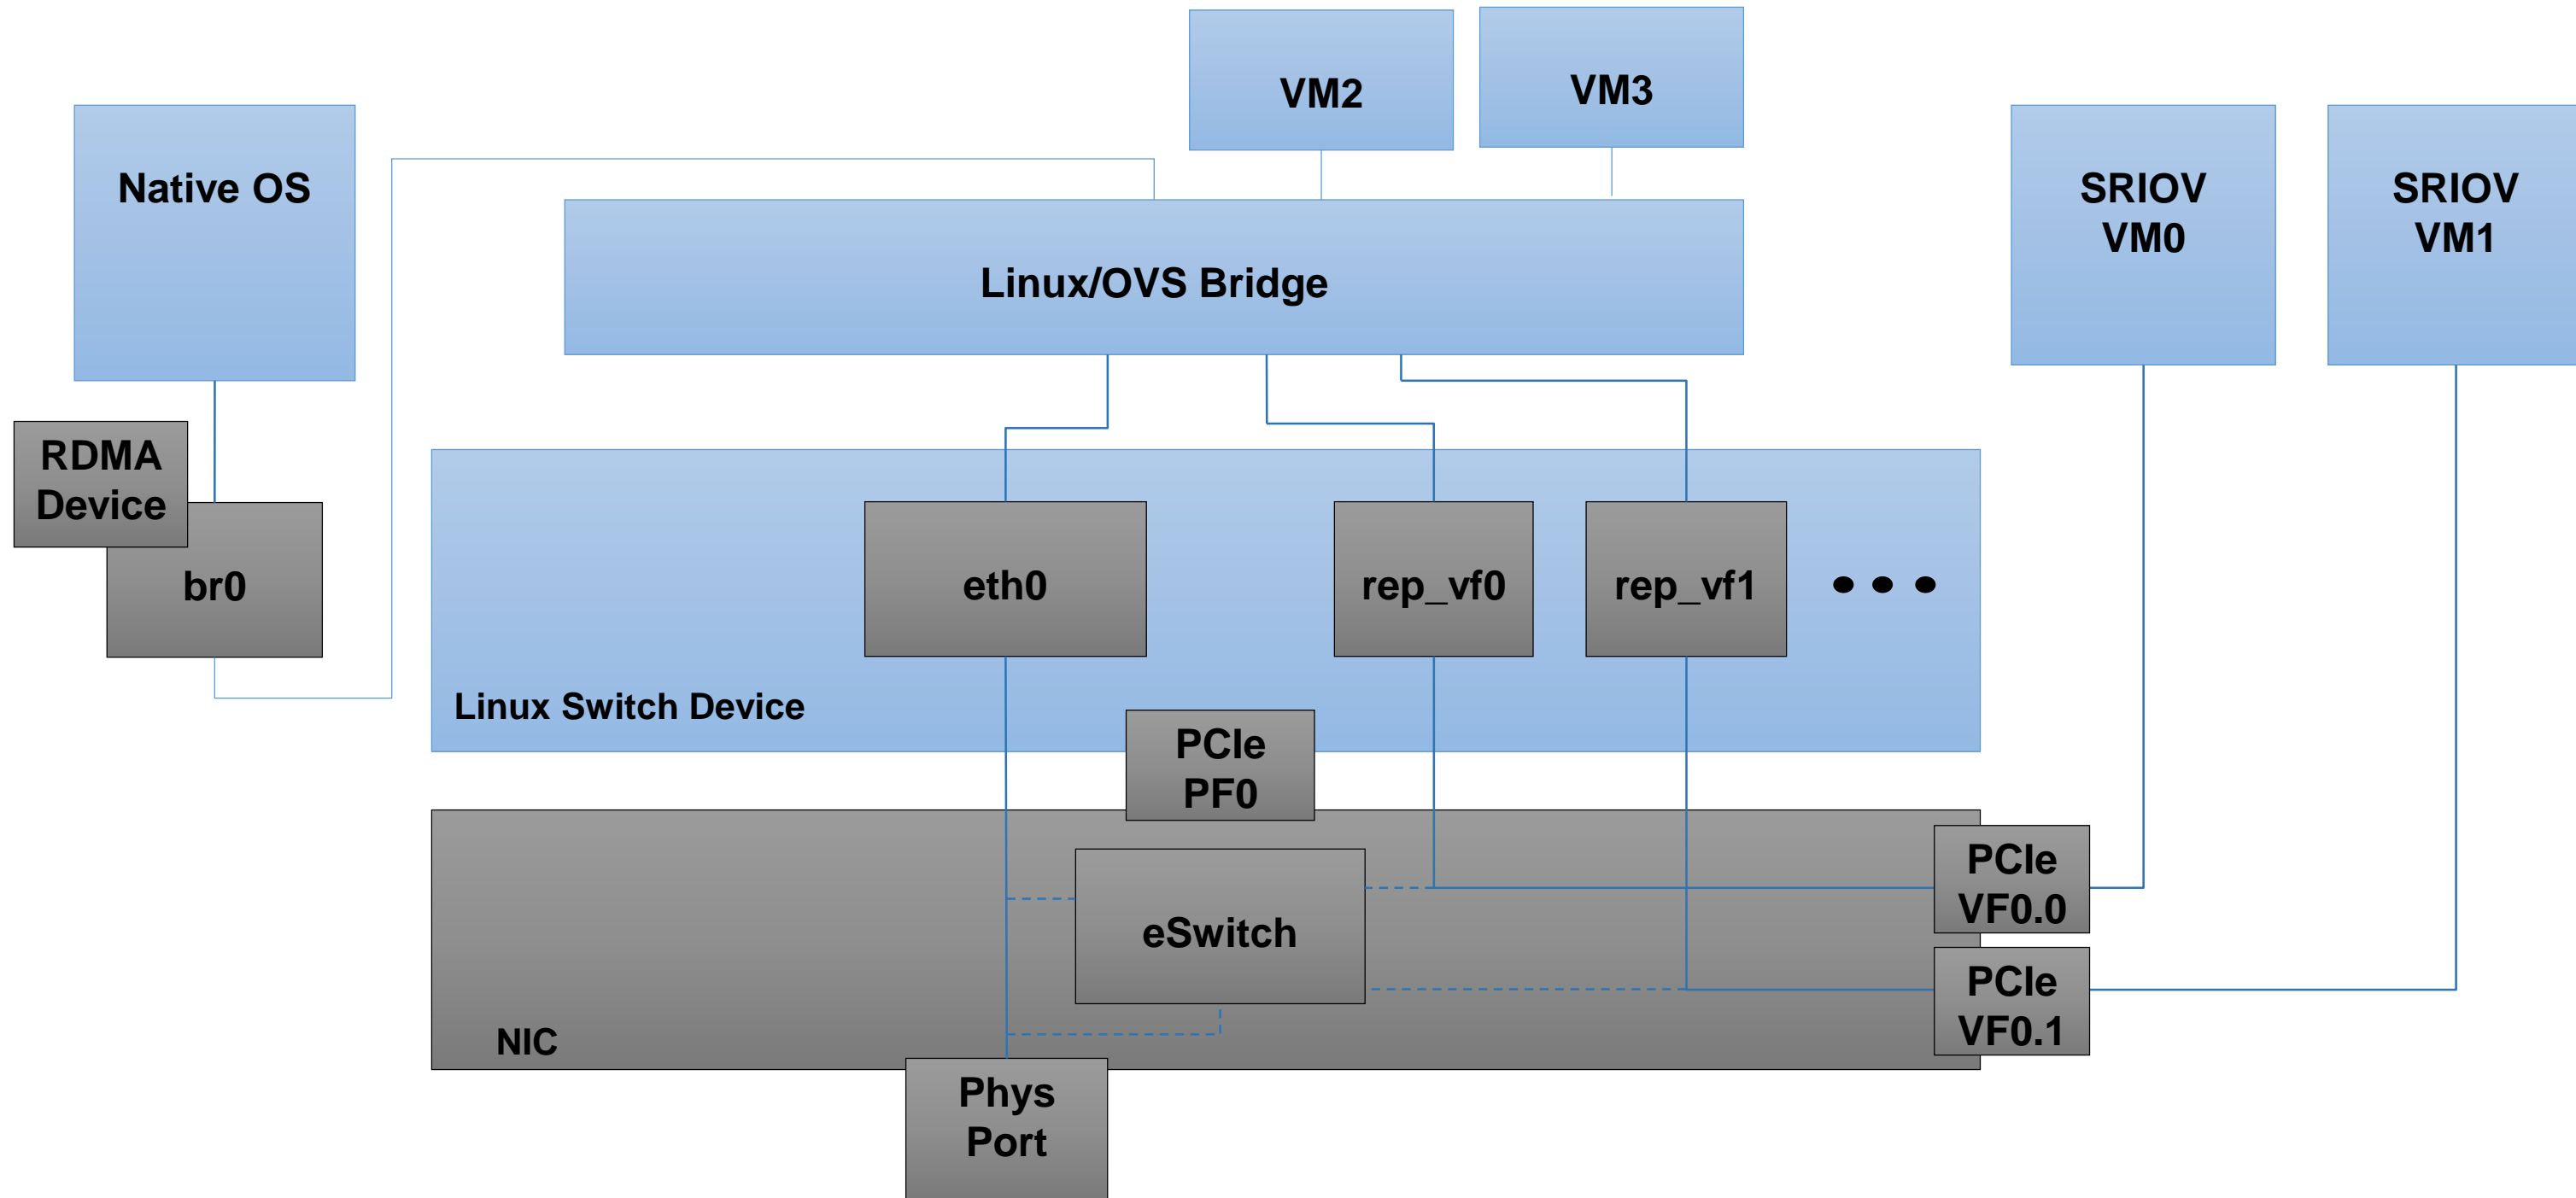 VM2
VM3
Native OS
SRIOV
VM0
SRIOV
VM1
Linux/OVS Bridge
RDMA
Device
br0
eth0
rep_vf0
rep_vf1
Linux Switch Device
PCIe
PF0
PCIe
VF0.0
eSwitch
PCIe
VF0.1
NIC
Phys
Port